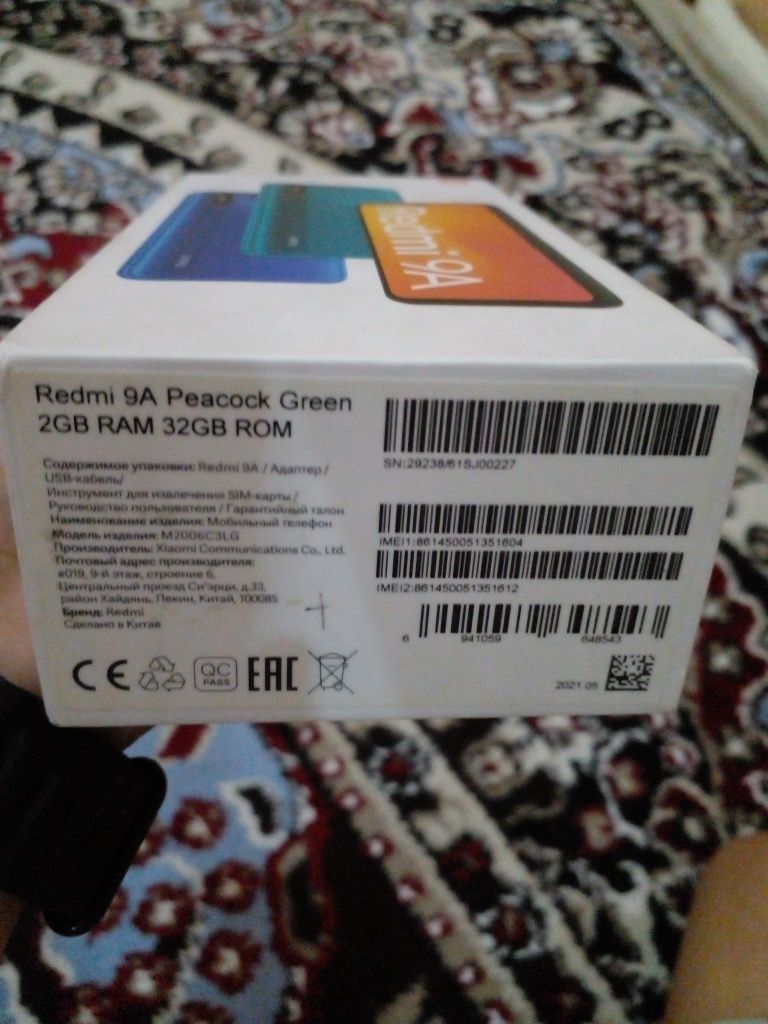 Redmi 9A
Redmi 9A Peacock Green
2GB RAM 32GB ROM
Содержимое упаковки: Redmi 9A / Адаптер /
USB-кабель/
Инструмент для извлечения SIM-карты /
Руководство пользователя / Гарантийный талон
Наименование изделия: Мобильный телефон
Модель изделия: M2006C3LG
Производитель: Xiaomi Communications Co., Ltd.
Почтовый адрес производителя:
#019, 9-й этаж, строение 6,
Центральный проезд Си'эрци, д.33,
район Хайдянь, Пекин, Китай, 100085
Бренд: Redmi
Сделано в Китае
CE
QC
PASS
EAC
SN:29238/61SJ00227
IMEI1:861450051351604
IMEI2:861450051351612
6 941059 648543
2021.05